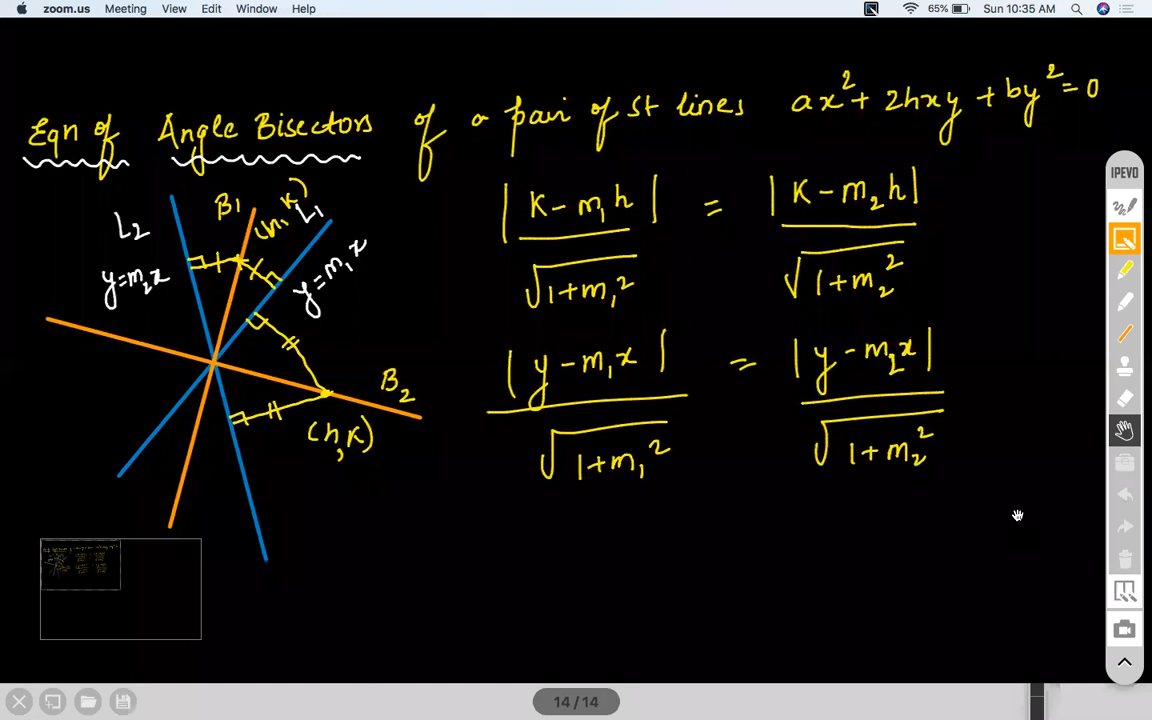 zoom.us Meeting View Edit Window Help 65% Sun 10:35 AM
Eqn of Angle Bisectors of a pair of st lines ax² + 2hxy + by² = 0
IPEVO
L₂ B₁ (h,k) L₁
y=m₂x y=m₁x
|K-m₁h| / √1+m₁² = |K-m₂h| / √1+m₂²
|y-m₁x| / √1+m₁² = |y-m₂x| / √1+m₂²
B₂
(h,K)
14/14